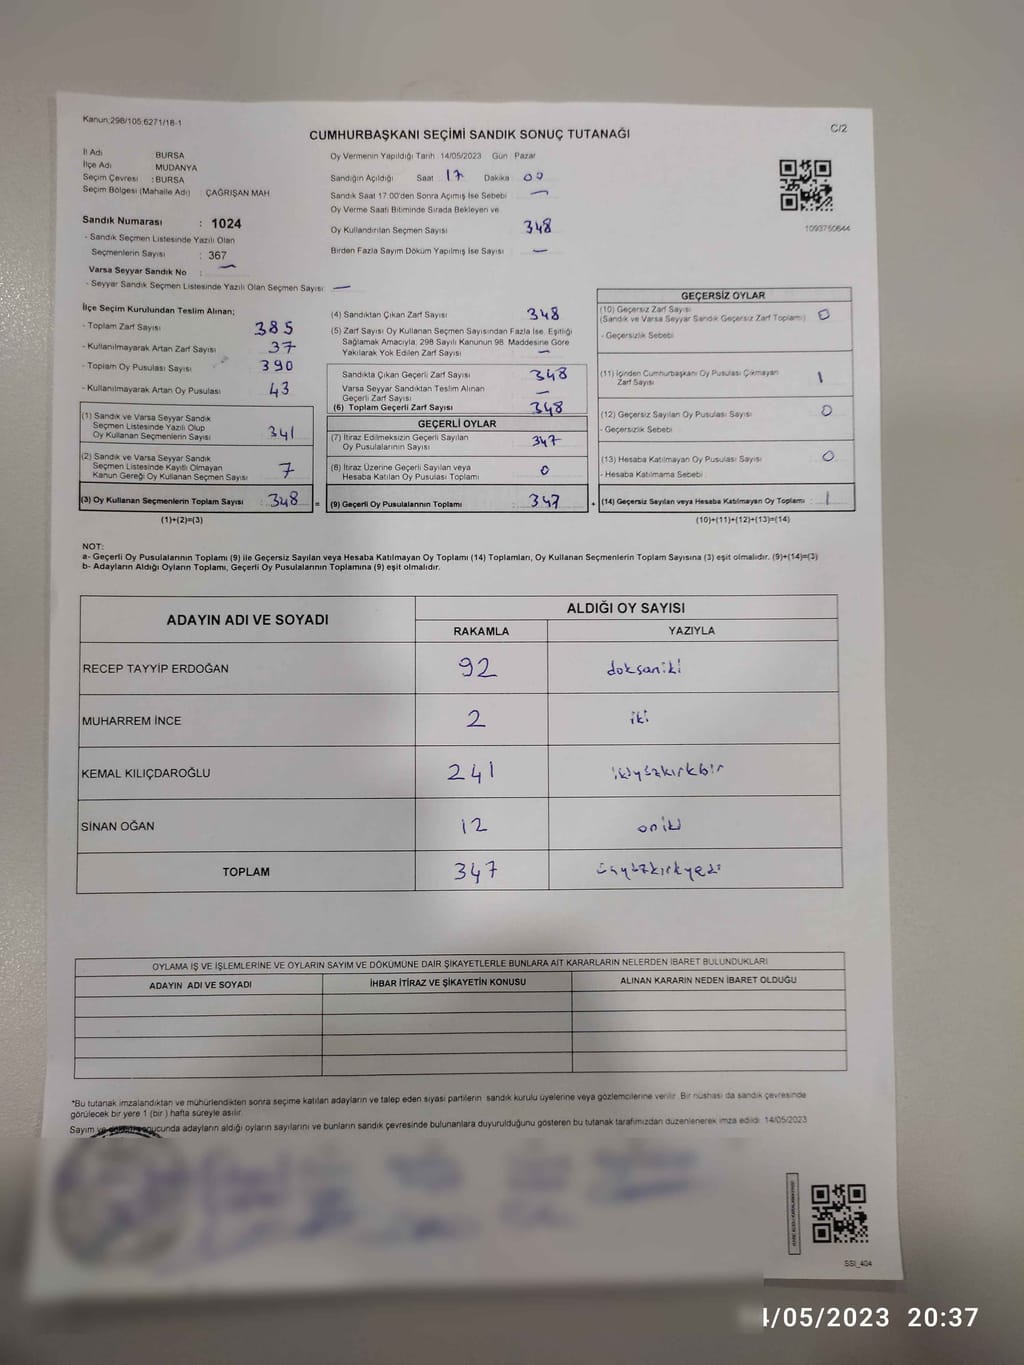 Kanun:298/105;6271/18-1
C/2
CUMHURBAŞKANI SEÇİMİ SANDIK SONUÇ TUTANAĞI
İl Adı BURSA
İlçe Adı MUDANYA
Seçim Çevresi : BURSA
Seçim Bölgesi (Mahalle Adı) : ÇAĞRIŞAN MAH
Sandık Numarası : 1024
- Sandık Seçmen Listesinde Yazılı Olan
Seçmenlerin Sayısı : 367
Varsa Seyyar Sandık No : —
- Seyyar Sandık Seçmen Listesinde Yazılı Olan Seçmen Sayısı: —
Oy Vermenin Yapıldığı Tarih 14/05/2023 Gün Pazar
Sandığın Açıldığı Saat 17 Dakika 00
Sandık Saat 17:00'den Sonra Açımış İse Sebebi —
Oy Verme Saati Bitiminde Sırada Bekleyen ve
Oy Kullandırılan Seçmen Sayısı 348
Birden Fazla Sayım Döküm Yapılmış İse Sayısı —
1093750644
İlçe Seçim Kurulundan Teslim Alınan;
- Toplam Zarf Sayısı 385
- Kullanılmayarak Artan Zarf Sayısı 37
- Toplam Oy Pusulası Sayısı 390
- Kullanılmayarak Artan Oy Pusulası 43
(1) Sandık ve Varsa Seyyar Sandık
Seçmen Listesinde Yazılı Olup
Oy Kullanan Seçmenlerin Sayısı 341
(2) Sandık ve Varsa Seyyar Sandık
Seçmen Listesinde Kayıtlı Olmayan
Kanun Gereği Oy Kullanan Seçmen Sayısı 7
(3) Oy Kullanan Seçmenlerin Toplam Sayısı : 348 =
(1)+(2)=(3)
(4) Sandıktan Çıkan Zarf Sayısı 348
(5) Zarf Sayısı Oy Kullanan Seçmen Sayısından Fazla İse, Eşitliği
Sağlamak Amacıyla; 298 Sayılı Kanunun 98. Maddesine Göre
Yakılarak Yok Edilen Zarf Sayısı —
Sandıkta Çıkan Geçerli Zarf Sayısı 348
Varsa Seyyar Sandıktan Teslim Alınan
Geçerli Zarf Sayısı —
(6) Toplam Geçerli Zarf Sayısı 348
GEÇERLİ OYLAR
(7) İtiraz Edilmeksizin Geçerli Sayılan
Oy Pusulalarının Sayısı 347
(8) İtiraz Üzerine Geçerli Sayılan veya
Hesaba Katılan Oy Pusulası Toplamı 0
(9) Geçerli Oy Pusulalarının Toplamı : 347 +
GEÇERSİZ OYLAR
(10) Geçersiz Zarf Sayısı
(Sandık ve Varsa Seyyar Sandık Geçersiz Zarf Toplamı) 0
- Geçersizlik Sebebi
(11) İçinden Cumhurbaşkanı Oy Pusulası Çıkmayan
Zarf Sayısı 1
(12) Geçersiz Sayılan Oy Pusulası Sayısı 0
- Geçersizlik Sebebi
(13) Hesaba Katılmayan Oy Pusulası Sayısı 0
- Hesaba Katılmama Sebebi
(14) Geçersiz Sayılan veya Hesaba Katılmayan Oy Toplamı : 1
(10)+(11)+(12)+(13)=(14)
NOT:
a- Geçerli Oy Pusulalarının Toplamı (9) ile Geçersiz Sayılan veya Hesaba Katılmayan Oy Toplamı (14) Toplamları, Oy Kullanan Seçmenlerin Toplam Sayısına (3) eşit olmalıdır. (9)+(14)=(3)
b- Adayların Aldığı Oyların Toplamı, Geçerli Oy Pusulalarının Toplamına (9) eşit olmalıdır.
ADAYIN ADI VE SOYADI
ALDIĞI OY SAYISI
RAKAMLA YAZIYLA
RECEP TAYYİP ERDOĞAN 92 doksaniki
MUHARREM İNCE 2 iki
KEMAL KILIÇDAROĞLU 241 ikiyüzkırkbir
SİNAN OĞAN 12 oniki
TOPLAM 347 üçyüzkırkyedi
OYLAMA İŞ VE İŞLEMLERİNE VE OYLARIN SAYIM VE DÖKÜMÜNE DAİR ŞİKAYETLERLE BUNLARA AİT KARARLARIN NELERDEN İBARET BULUNDUKLARI
ADAYIN ADI VE SOYADI İHBAR İTİRAZ VE ŞİKAYETİN KONUSU ALINAN KARARIN NEDEN İBARET OLDUĞU
*Bu tutanak imzalandıktan ve mühürlendikten sonra seçime katılan adayların ve talep eden siyasi partilerin sandık kurulu üyelerine veya gözlemcilerine verilir. Bir nüshası da sandık çevresinde
görülecek bir yere 1 (bir) hafta süreyle asılır.
Sayım ve sonucunda adayların aldığı oyların sayılarını ve bunların sandık çevresinde bulunanlara duyurulduğunu gösteren bu tutanak tarafımızdan düzenlenerek imza edildi. 14/05/2023
SSI_404
4/05/2023 20:37